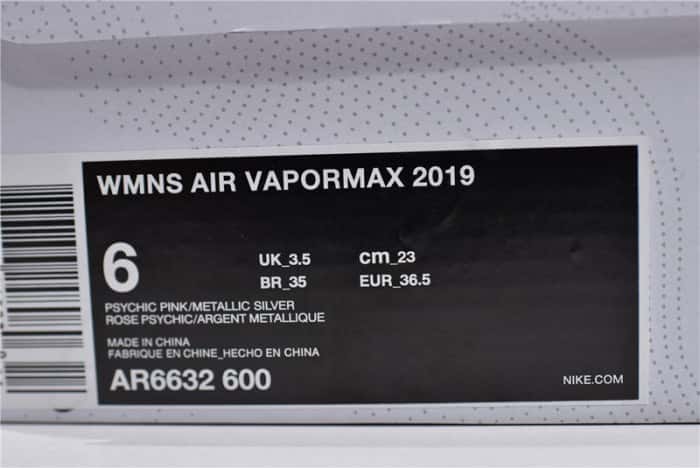 WMNS AIR VAPORMAX 2019
6
UK_3.5 cm_23
BR_35 EUR_36.5
PSYCHIC PINK/METALLIC SILVER
ROSE PSYCHIC/ARGENT METALLIQUE
MADE IN CHINA
FABRIQUE EN CHINE_HECHO EN CHINA
AR6632 600
NIKE.COM